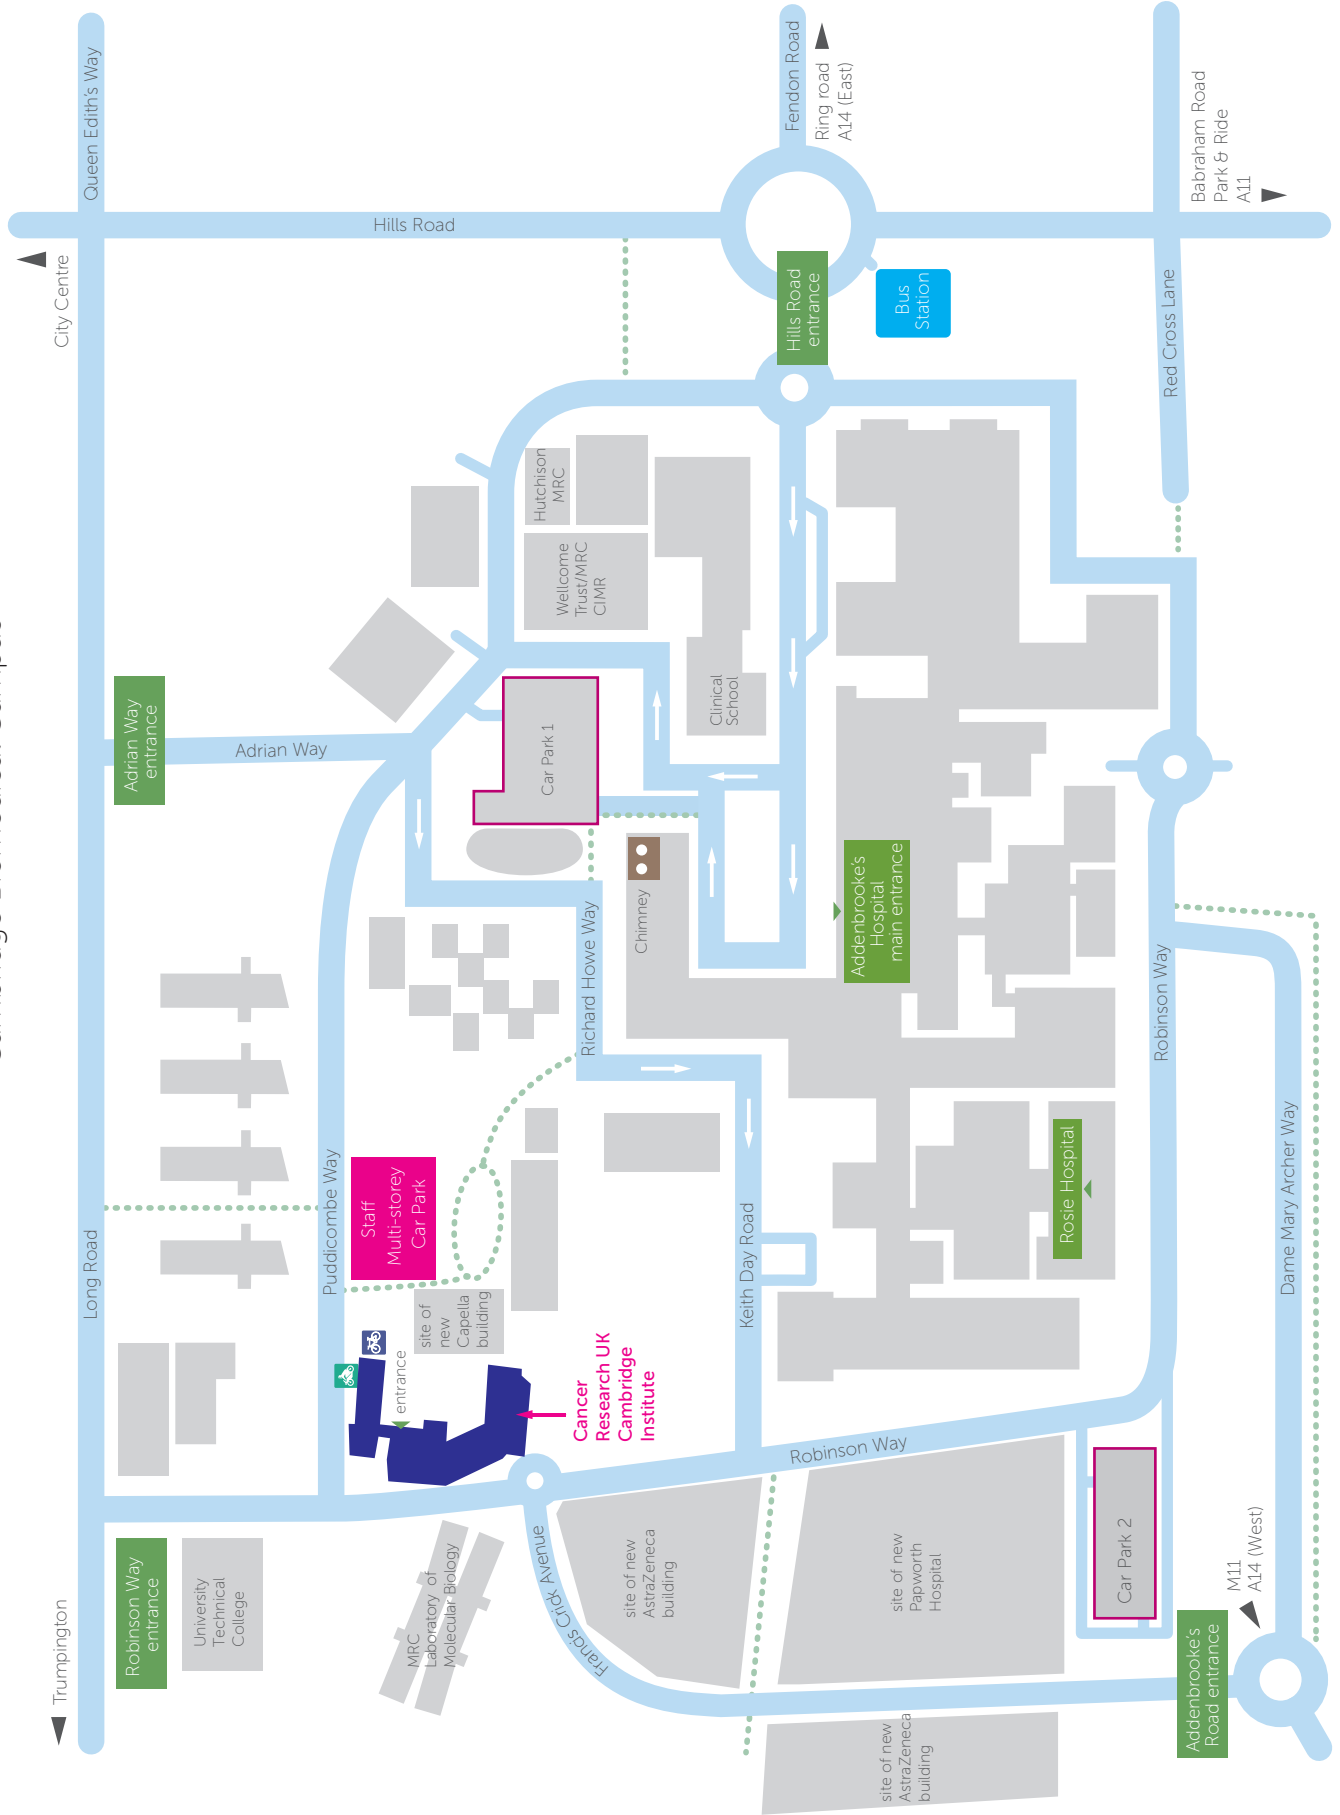 Cambridge Biomedical Campus
Trumpington
Long Road
Queen Edith's Way
City Centre
Robinson Way
entrance
Adrian Way
entrance
University
Technical
College
Adrian Way
Hills Road
Puddicombe Way
Staff
Multi-storey
Car Park
entrance
site of
new
Capella
building
MRC
Laboratory of
Molecular Biology
Cancer
Research UK
Cambridge
Institute
Richard Howe Way
Car Park 1
Hutchison
MRC
Wellcome
Trust/MRC
CIMR
Chimney
Clinical
School
Francis Crick Avenue
site of new
AstraZeneca
building
Keith Day Road
Robinson Way
Hills Road
entrance
Fendon Road
Ring road
A14 (East)
Addenbrooke's
Hospital
main entrance
Bus
Station
site of new
AstraZeneca
building
site of new
Papworth
Hospital
Rosie Hospital
Car Park 2
Robinson Way
Red Cross Lane
Babraham Road
Park & Ride
A11
Addenbrooke's
Road entrance
M11
A14 (West)
Dame Mary Archer Way